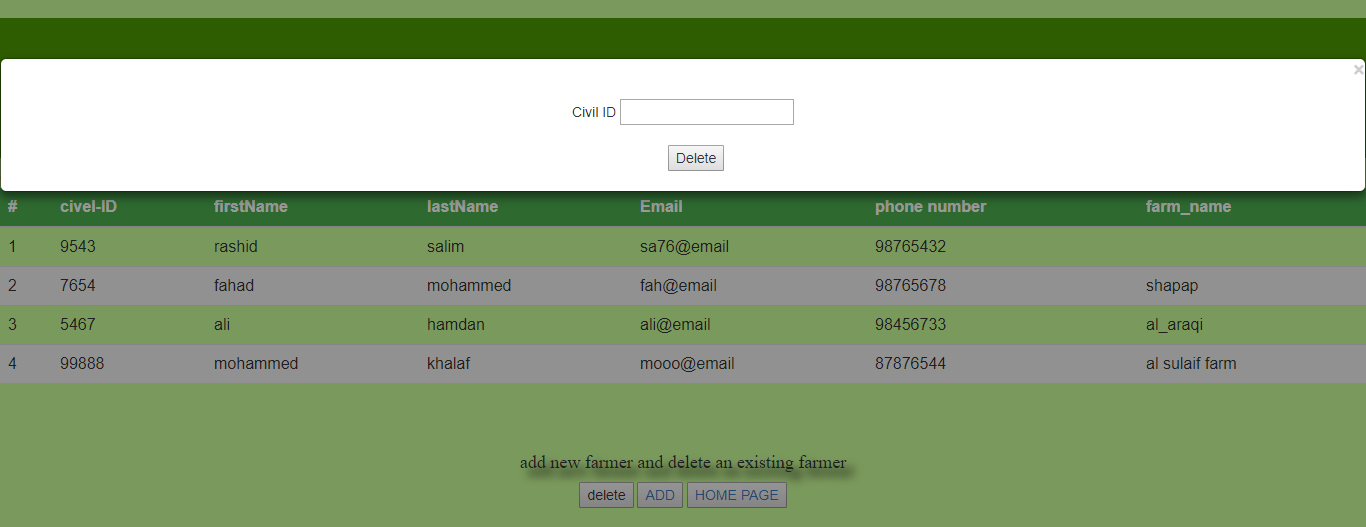 ×
Civil ID
Delete
# civel-ID firstName lastName Email phone number farm_name
1 9543 rashid salim sa76@email 98765432
2 7654 fahad mohammed fah@email 98765678 shapap
3 5467 ali hamdan ali@email 98456733 al_araqi
4 99888 mohammed khalaf mooo@email 87876544 al sulaif farm
add new farmer and delete an existing farmer
delete ADD HOME PAGE